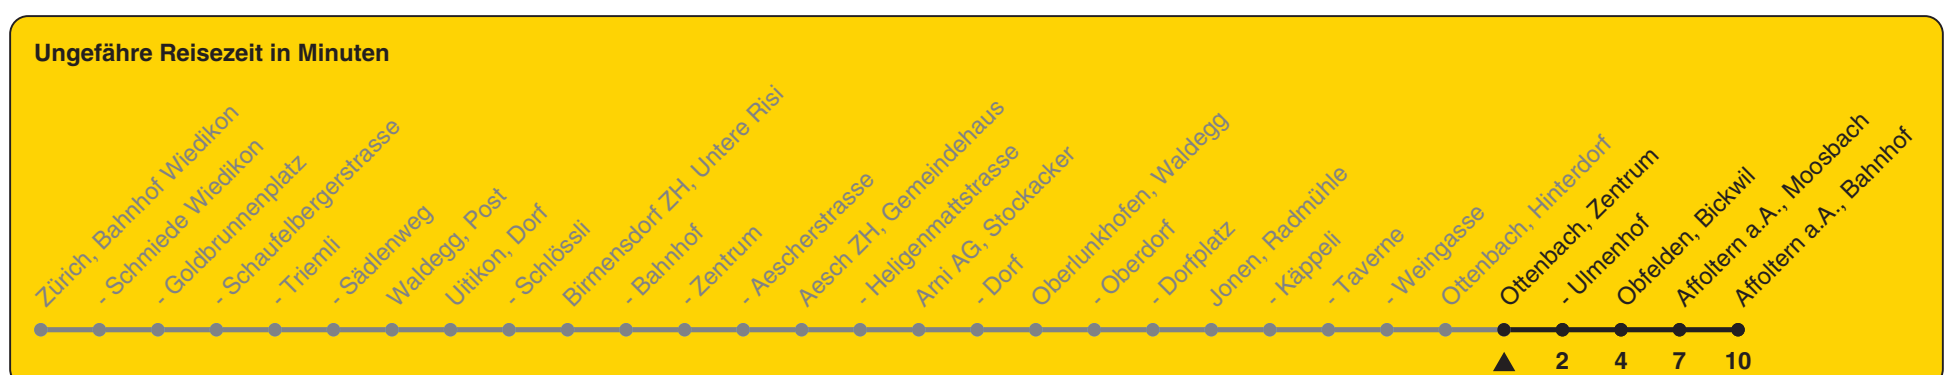 Ungefähre Reisezeit in Minuten
Zürich, Bahnhof Wiedikon
- Schmiede Wiedikon
- Goldbrunnenplatz
- Schaufelbergerstrasse
- Triemli
- Sädlenweg
Waldegg, Post
Uitikon, Dorf
- Schlössli
Birmensdorf ZH, Untere Risi
- Bahnhof
- Zentrum
- Aescherstrasse
Aesch ZH, Gemeindehaus
- Heligenmattstrasse
Arni AG, Stockacker
- Dorf
Oberlunkhofen, Waldegg
- Oberdorf
- Dorfplatz
Jonen, Radmühle
- Käppeli
- Taverne
- Weingasse
Ottenbach, Hinterdorf
Ottenbach, Zentrum
- Ulmenhof
Obfelden, Bickwil
Affoltern a.A., Moosbach
Affoltern a.A., Bahnhof
2 4 7 10